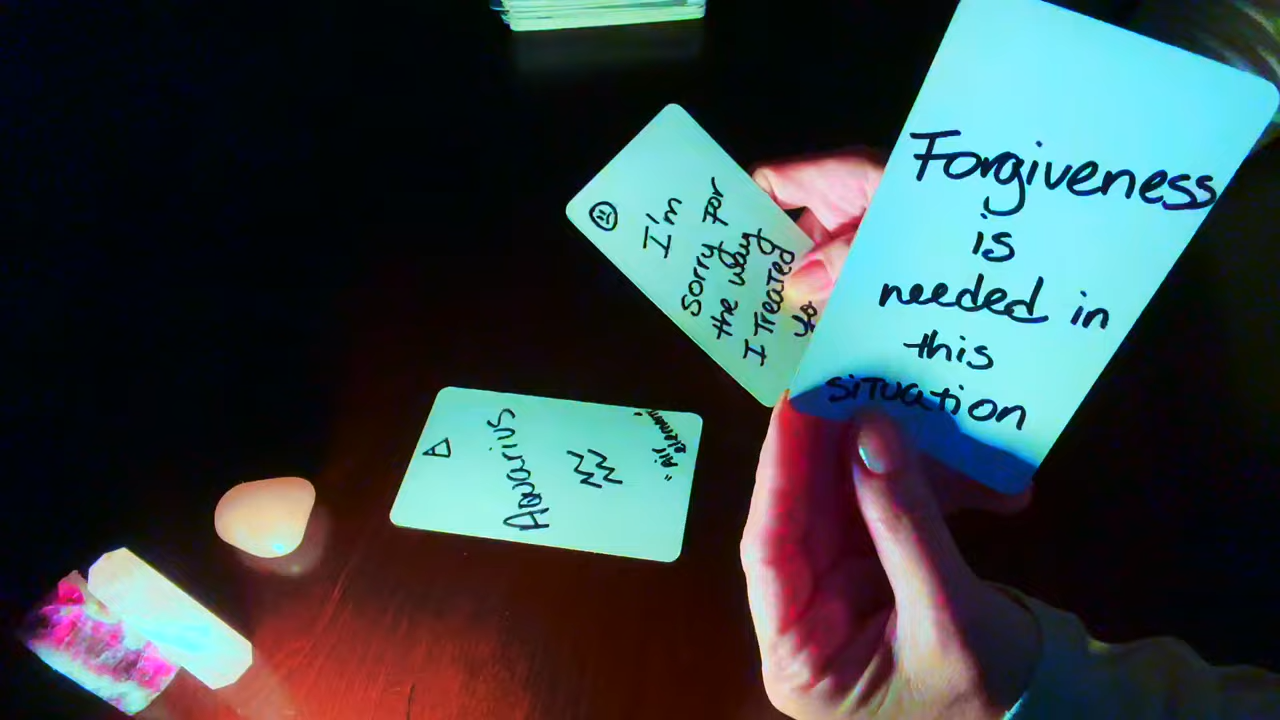 Forgiveness
is
needed in
this
situation
I'm
sorry for
the way
I treated
Aquarius